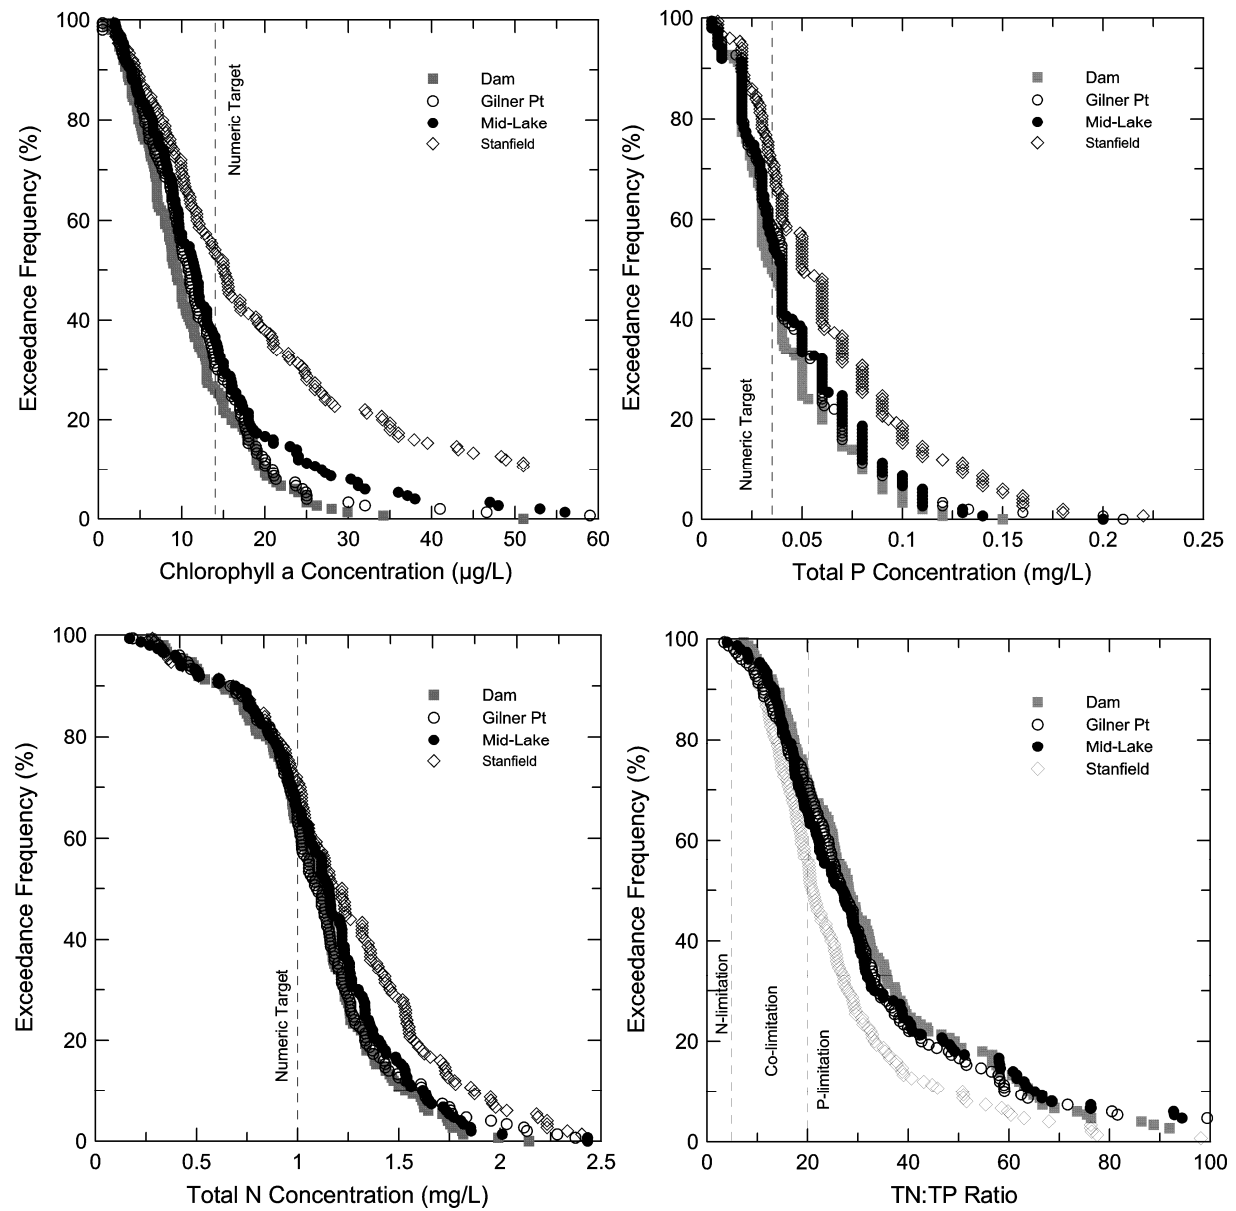 100
80
60
40
20
0
Exceedance Frequency (%)
Numeric Target
Dam
Gilner Pt
Mid-Lake
Stanfield
0 10 20 30 40 50 60
Chlorophyll a Concentration (µg/L)
100
80
60
40
20
0
Exceedance Frequency (%)
Numeric Target
Dam
Gilner Pt
Mid-Lake
Stanfield
0 0.05 0.1 0.15 0.2 0.25
Total P Concentration (mg/L)
100
80
60
40
20
0
Exceedance Frequency (%)
Numeric Target
Dam
Gilner Pt
Mid-Lake
Stanfield
0 0.5 1 1.5 2 2.5
Total N Concentration (mg/L)
100
80
60
40
20
0
Exceedance Frequency (%)
N-limitation
Co-limitation
P-limitation
Dam
Gilner Pt
Mid-Lake
Stanfield
0 20 40 60 80 100
TN:TP Ratio